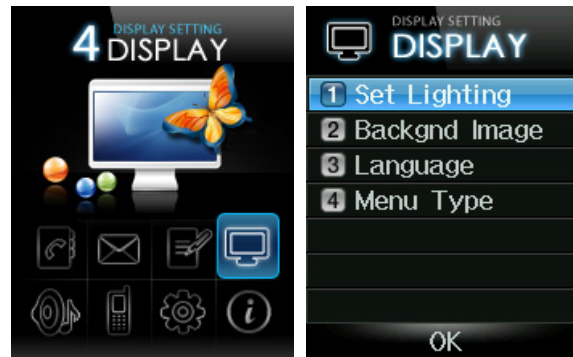 DISPLAY SETTING
4 DISPLAY
DISPLAY SETTING
DISPLAY
1 Set Lighting
2 Backgnd Image
3 Language
4 Menu Type
OK